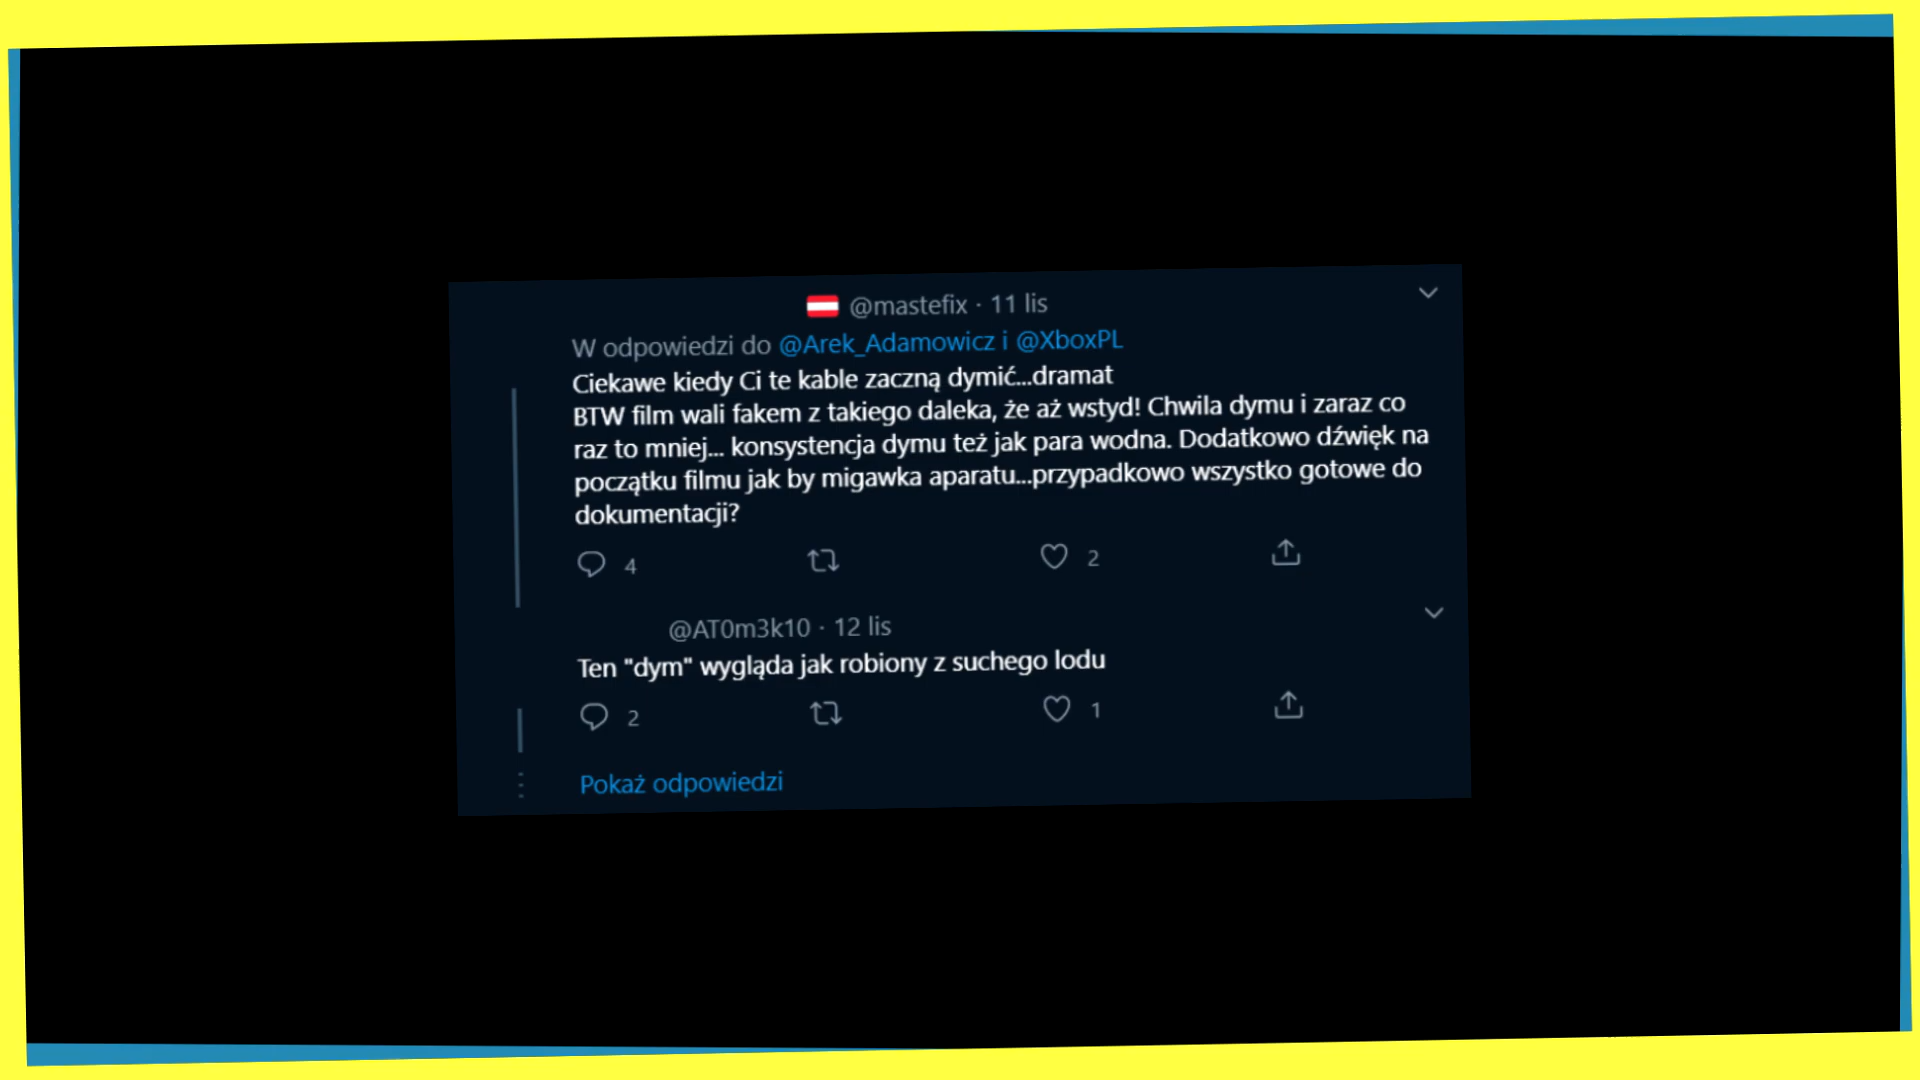 @mastefix · 11 lis
W odpowiedzi do @Arek_Adamowicz i @XboxPL
Ciekawe kiedy Ci te kable zaczną dymić...dramat
BTW film wali fakem z takiego daleka, że aż wstyd! Chwila dymu i zaraz co
raz to mniej... konsystencja dymu też jak para wodna. Dodatkowo dźwięk na
początku filmu jak by migawka aparatu...przypadkowo wszystko gotowe do
dokumentacji?
4 2
@AT0m3k10 · 12 lis
Ten "dym" wygląda jak robiony z suchego lodu
2 1
Pokaż odpowiedzi